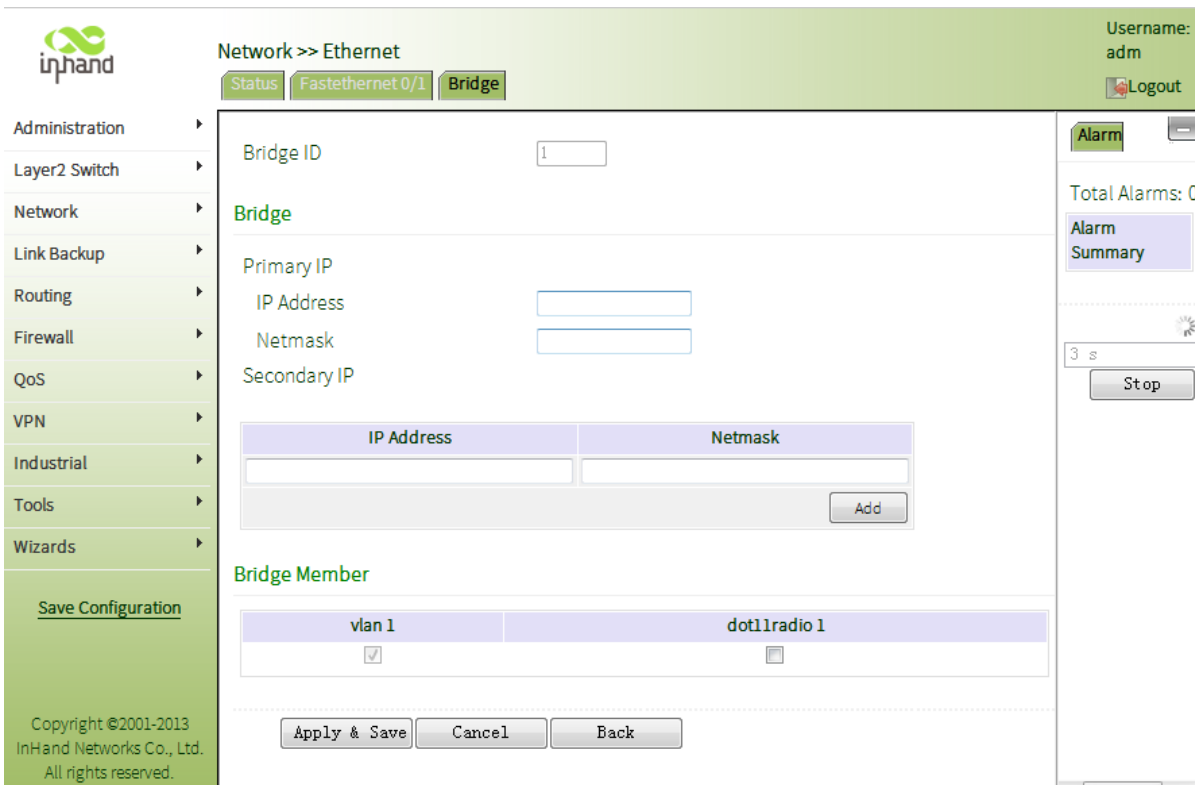 inhand
Network >> Ethernet
Username:
adm
Logout
Status
Fastethernet 0/1
Bridge
Administration
Layer2 Switch
Network
Link Backup
Routing
Firewall
QoS
VPN
Industrial
Tools
Wizards
Save Configuration
Copyright ©2001-2013
InHand Networks Co., Ltd.
All rights reserved.
Bridge ID
1
Bridge
Primary IP
IP Address
Netmask
Secondary IP
IP Address
Netmask
Add
Bridge Member
vlan 1
dot11radio 1
Apply & Save
Cancel
Back
Alarm
Total Alarms: 0
Alarm
Summary
3 s
Stop